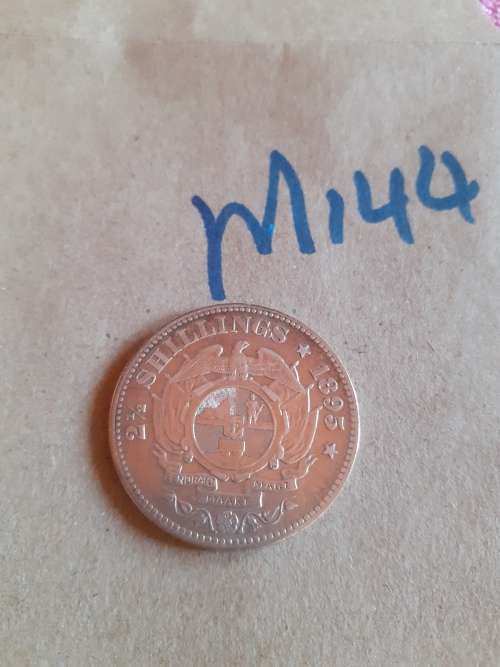 M144
2½ SHILLINGS ★ 1895 ★
EENDRAGT MAAKT MAGT